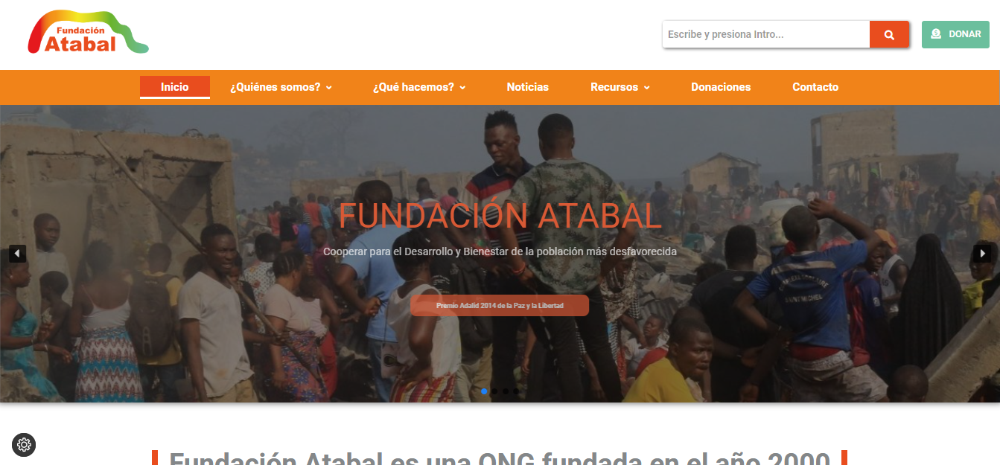 Fundación
Atabal
Escribe y presiona Intro...
DONAR
Inicio
¿Quiénes somos?
¿Qué hacemos?
Noticias
Recursos
Donaciones
Contacto
FUNDACIÓN ATABAL
Cooperar para el Desarrollo y Bienestar de la población más desfavorecida
Premio Adalid 2014 de la Paz y la Libertad
SAINT MICHEL
Fundación Atabal es una ONG fundada en el año 2000